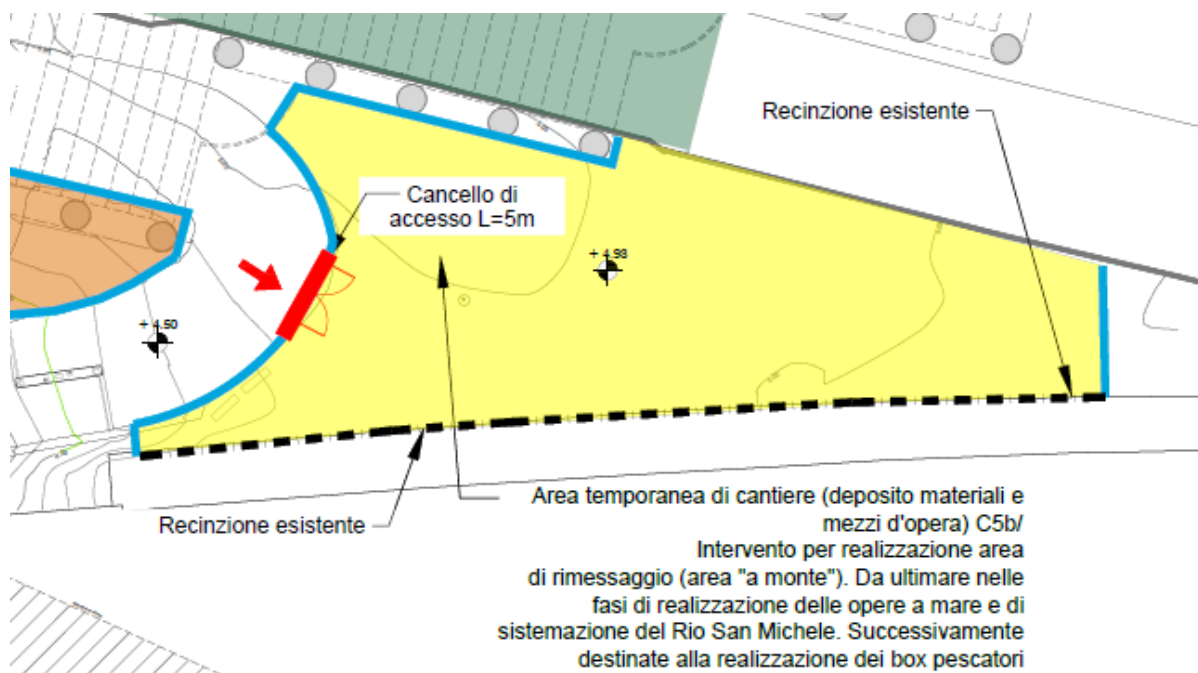 Recinzione esistente
Cancello di
accesso L=5m
+ 4.98
+ 4.50
Recinzione esistente
Area temporanea di cantiere (deposito materiali e
mezzi d'opera) C5b/
Intervento per realizzazione area
di rimessaggio (area "a monte"). Da ultimare nelle
fasi di realizzazione delle opere a mare e di
sistemazione del Rio San Michele. Successivamente
destinate alla realizzazione dei box pescatori